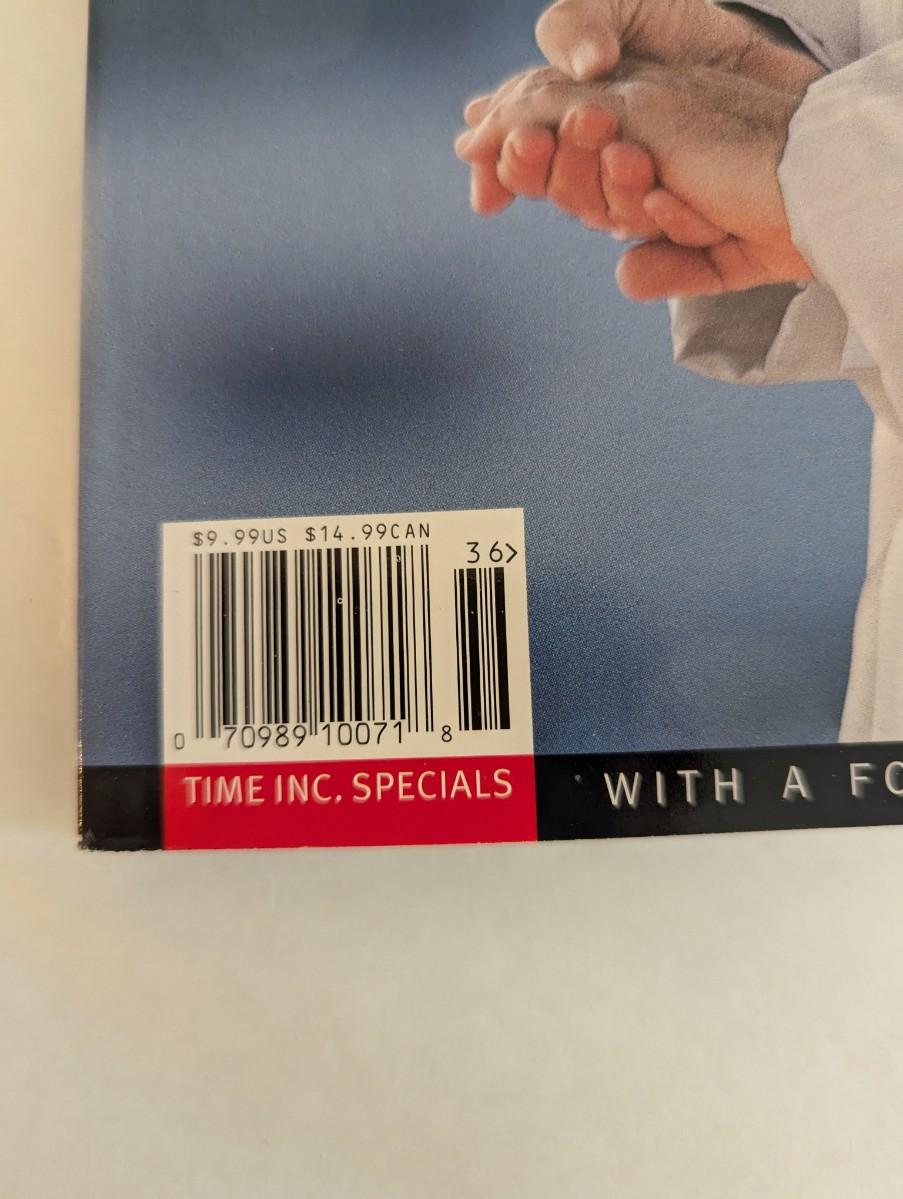 $9.99US $14.99CAN
36>
0 70989 10071 8
TIME INC. SPECIALS
WITH A FO